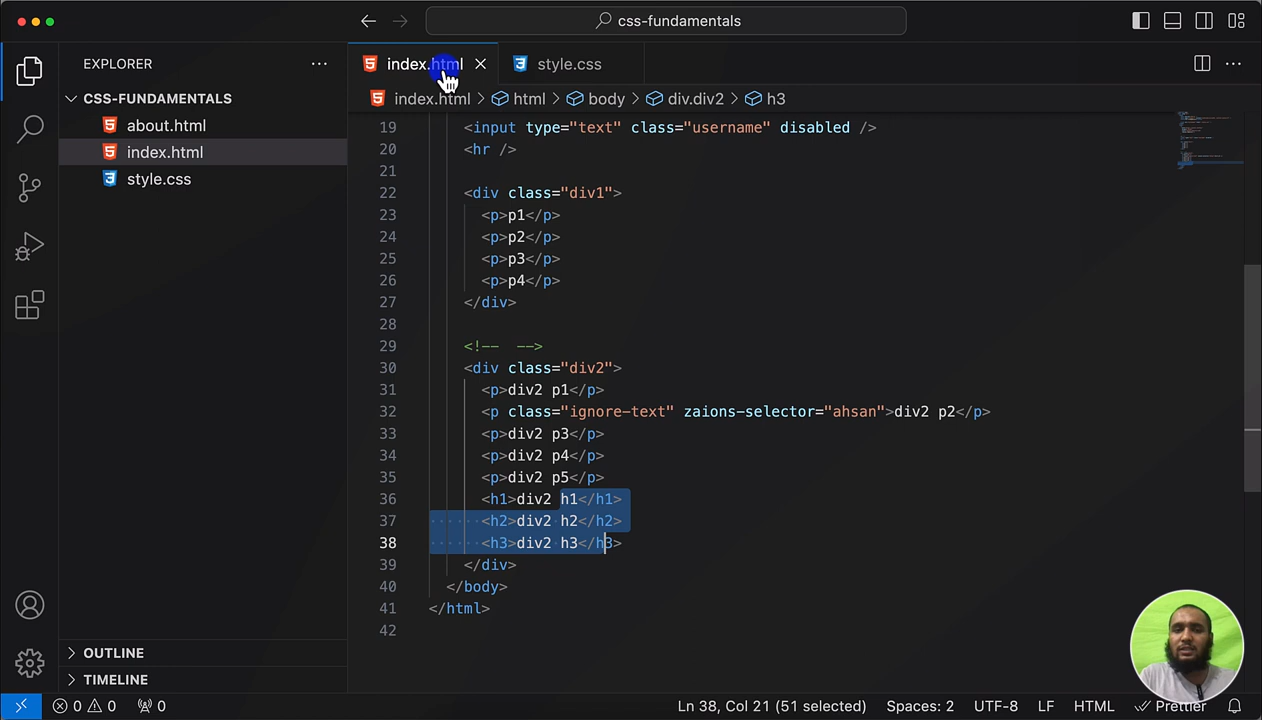 css-fundamentals
EXPLORER
CSS-FUNDAMENTALS
about.html
index.html
style.css
OUTLINE
TIMELINE
index.html
style.css
index.html > html > body > div.div2 > h3
19 <input type="text" class="username" disabled />
20 <hr />
21
22 <div class="div1">
23 <p>p1</p>
24 <p>p2</p>
25 <p>p3</p>
26 <p>p4</p>
27 </div>
28
29 <!--  -->
30 <div class="div2">
31 <p>div2 p1</p>
32 <p class="ignore-text" zaions-selector="ahsan">div2 p2</p>
33 <p>div2 p3</p>
34 <p>div2 p4</p>
35 <p>div2 p5</p>
36 <h1>div2 h1</h1>
37 <h2>div2 h2</h2>
38 <h3>div2 h3</h3>
39 </div>
40 </body>
41 </html>
42
0 0 0 Ln 38, Col 21 (51 selected) Spaces: 2 UTF-8 LF HTML Prettier